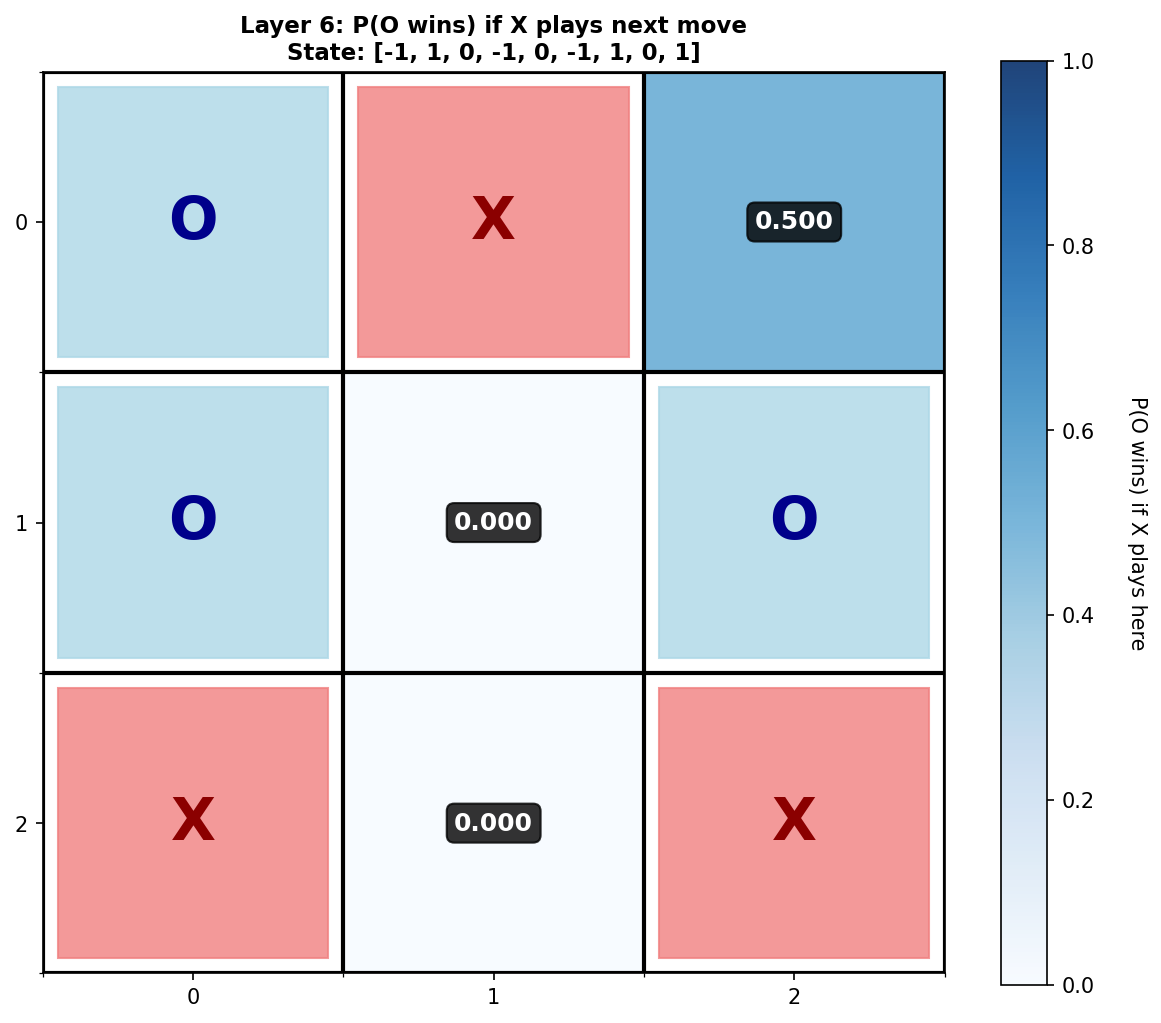 Layer 6: P(O wins) if X plays next move
State: [-1, 1, 0, -1, 0, -1, 1, 0, 1]
O
X
0.500
O
0.000
O
X
0.000
X
0
1
2
0
1
2
1.0
0.8
0.6
0.4
0.2
0.0
P(O wins) if X plays here